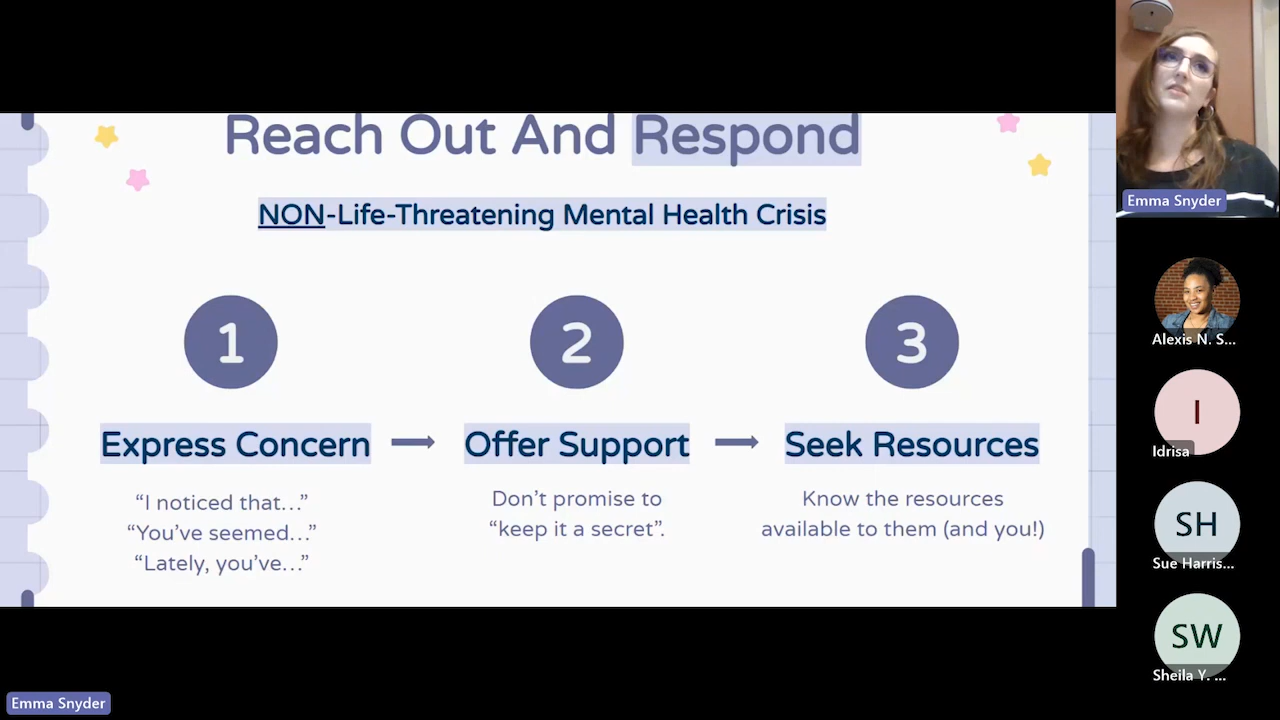 Reach Out And Respond
NON-Life-Threatening Mental Health Crisis
1
2
3
Express Concern
Offer Support
Seek Resources
“I noticed that...”
“You’ve seemed...”
“Lately, you’ve...”
Don’t promise to
“keep it a secret”.
Know the resources
available to them (and you!)
Emma Snyder
Alexis N. S...
I
Idrisa
SH
Sue Harris...
SW
Sheila Y. ...
Emma Snyder